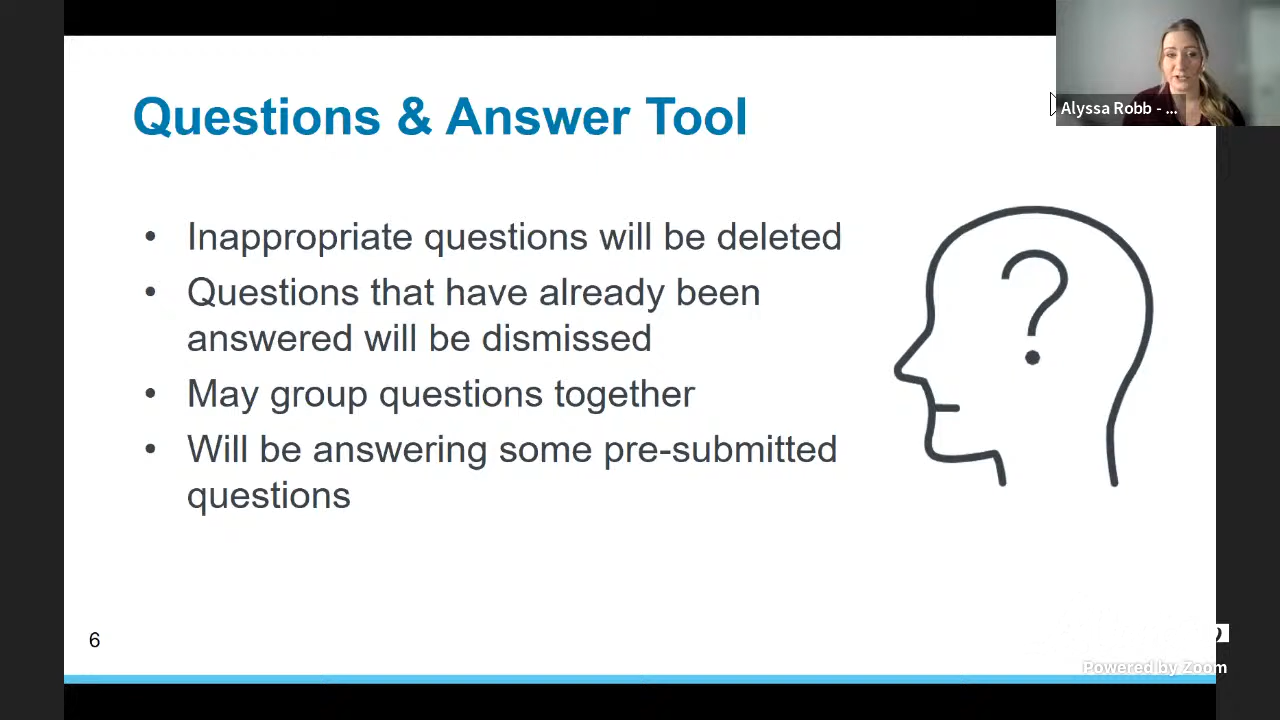 Questions & Answer Tool
Alyssa Robb - ...
• Inappropriate questions will be deleted
• Questions that have already been
answered will be dismissed
• May group questions together
• Will be answering some pre-submitted
questions
6
Powered by Zoom